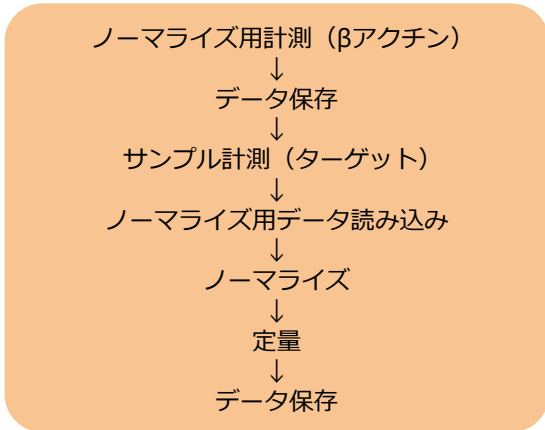 ノーマライズ用計測（βアクチン）
↓
データ保存
↓
サンプル計測（ターゲット）
↓
ノーマライズ用データ読み込み
↓
ノーマライズ
↓
定量
↓
データ保存